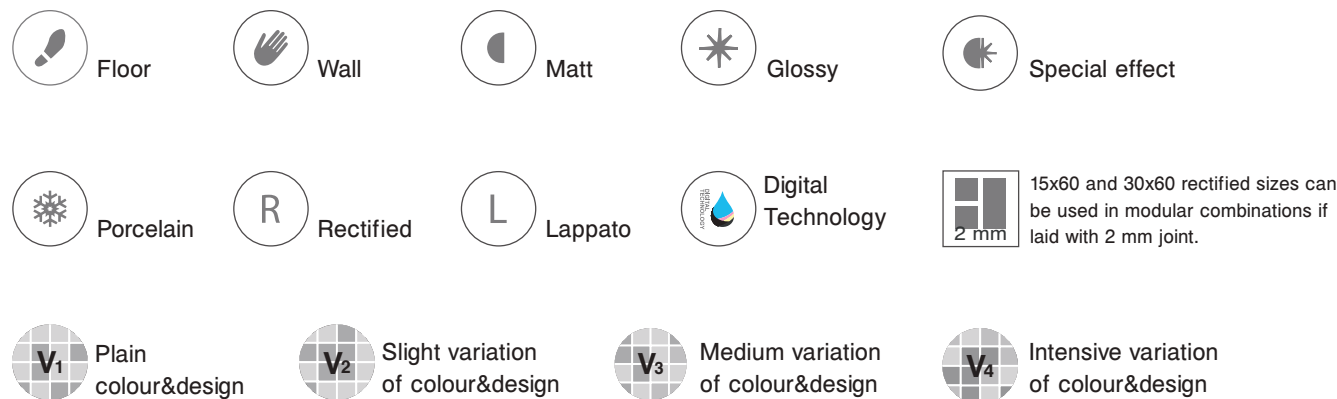 Floor
Wall
Matt
Glossy
Special effect
Porcelain
R
Rectified
L
Lappato
DIGITAL
TECHNOLOGY
Digital
Technology
2 mm
15x60 and 30x60 rectified sizes can
be used in modular combinations if
laid with 2 mm joint.
V1
Plain
colour&design
V2
Slight variation
of colour&design
V3
Medium variation
of colour&design
V4
Intensive variation
of colour&design